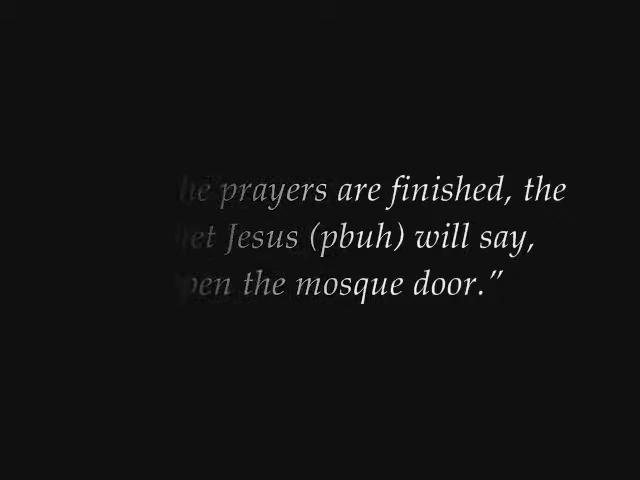 prayers are finished, the
Jesus (pbuh) will say,
the mosque door.”